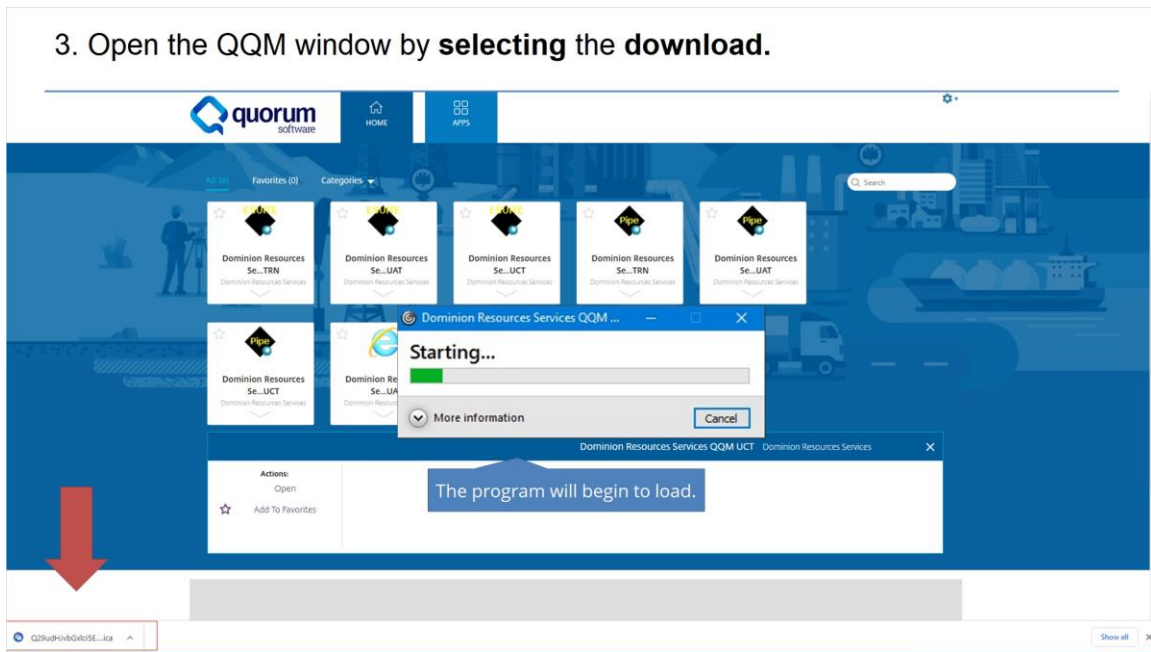 3. Open the QQM window by selecting the download.
quorum
software
HOME
APPS
All (8) Favorites (0) Categories
Search
ESUITE
ESUITE
ESUITE
Pipe
Pipe
Dominion Resources
Se...TRN
Dominion Resources Services
Dominion Resources
Se...UAT
Dominion Resources Services
Dominion Resources
Se...UCT
Dominion Resources Services
Dominion Resources
Se...TRN
Dominion Resources Services
Dominion Resources
Se...UAT
Dominion Resources Services
Pipe
Dominion Resources
Se...UCT
Dominion Resources Services
Dominion Re
Se...UA
Dominion Resour
Dominion Resources Services QQM ...
Starting...
More information
Cancel
Dominion Resources Services QQM UCT Dominion Resources Services
Actions:
Open
Add To Favorites
The program will begin to load.
Show all